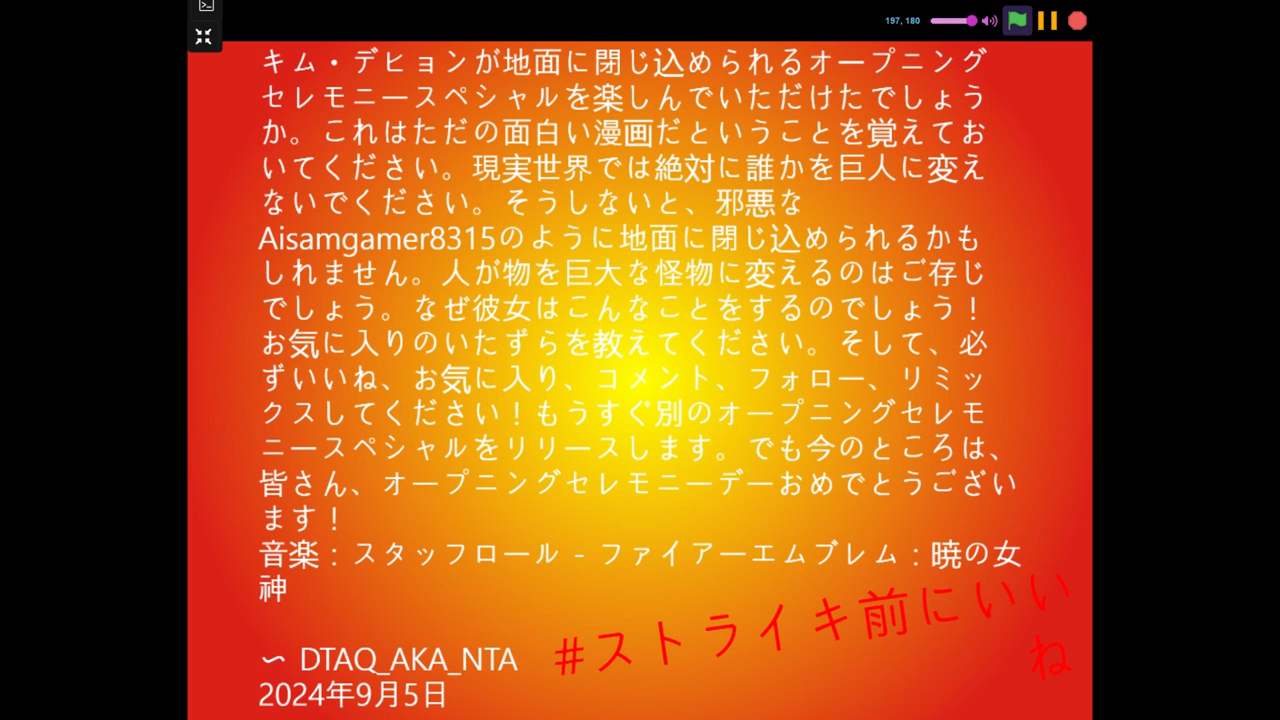 197, 180
キム・デヒョンが地面に閉じ込められるオープニング
セレモニースペシャルを楽しんでいただけたでしょう
か。これはただの面白い漫画だということを覚えてお
いてください。現実世界では絶対に誰かを巨人に変え
ないでください。そうしないと、邪悪な
Aisamgamer8315のように地面に閉じ込められるかも
しれません。人が物を巨大な怪物に変えるのはご存じ
でしょう。なぜ彼女はこんなことをするのでしょう！
お気に入りのいたずらを教えてください。そして、必
ずいいね、お気に入り、コメント、フォロー、リミッ
クスしてください！もうすぐ別のオープニングセレモ
ニースペシャルをリリースします。でも今のところは、
皆さん、オープニングセレモニーデーおめでとうござい
ます！
音楽：スタッフロール - ファイアーエムブレム：暁の女
神
～ DTAQ_AKA_NTA
2024年9月5日
#ストライキ前にいい
ね